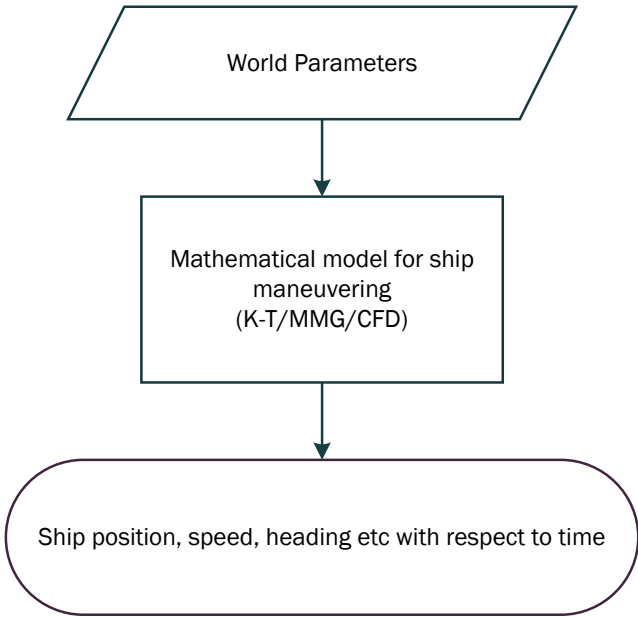 World Parameters
Mathematical model for ship
maneuvering
(K-T/MMG/CFD)
Ship position, speed, heading etc with respect to time